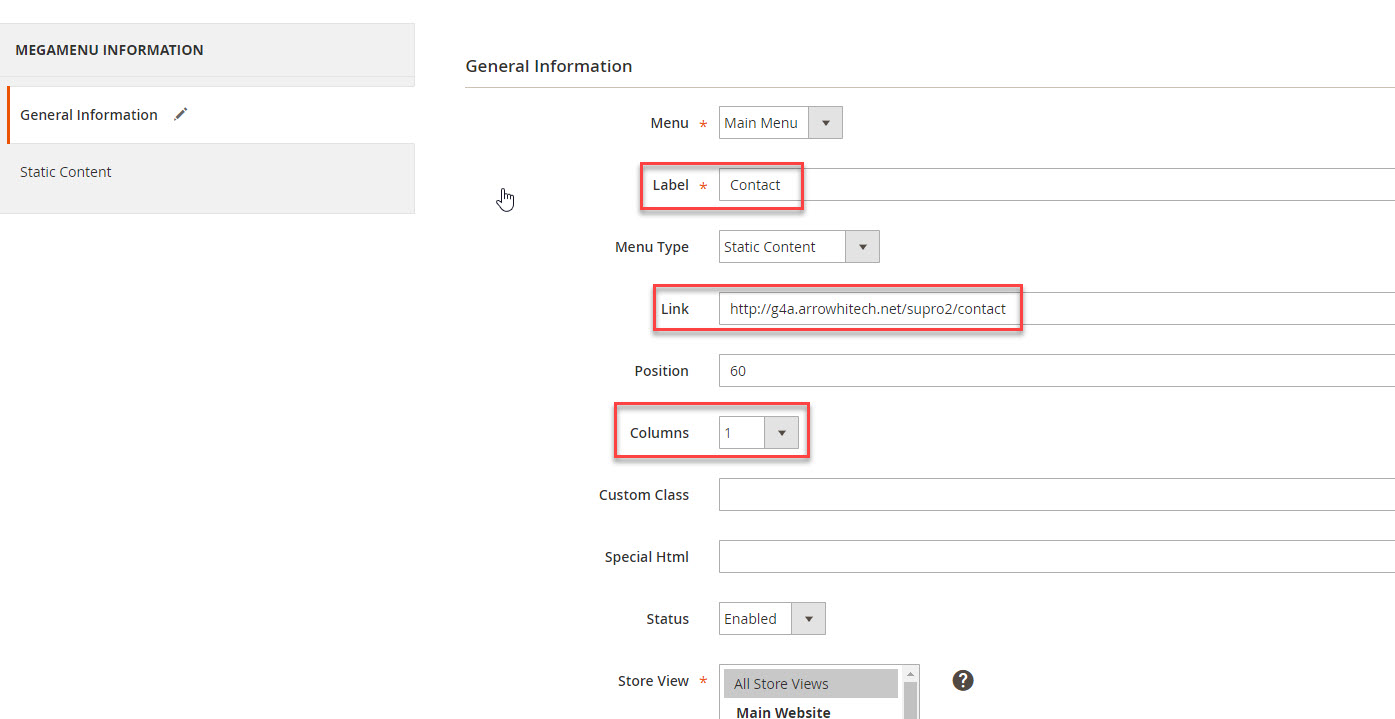 MEGAMENU INFORMATION
General Information
Static Content
General Information
Menu * Main Menu
Label * Contact
Menu Type Static Content
Link http://g4a.arrowhitech.net/supro2/contact
Position 60
Columns 1
Custom Class
Special Html
Status Enabled
Store View * All Store Views ?
Main Website